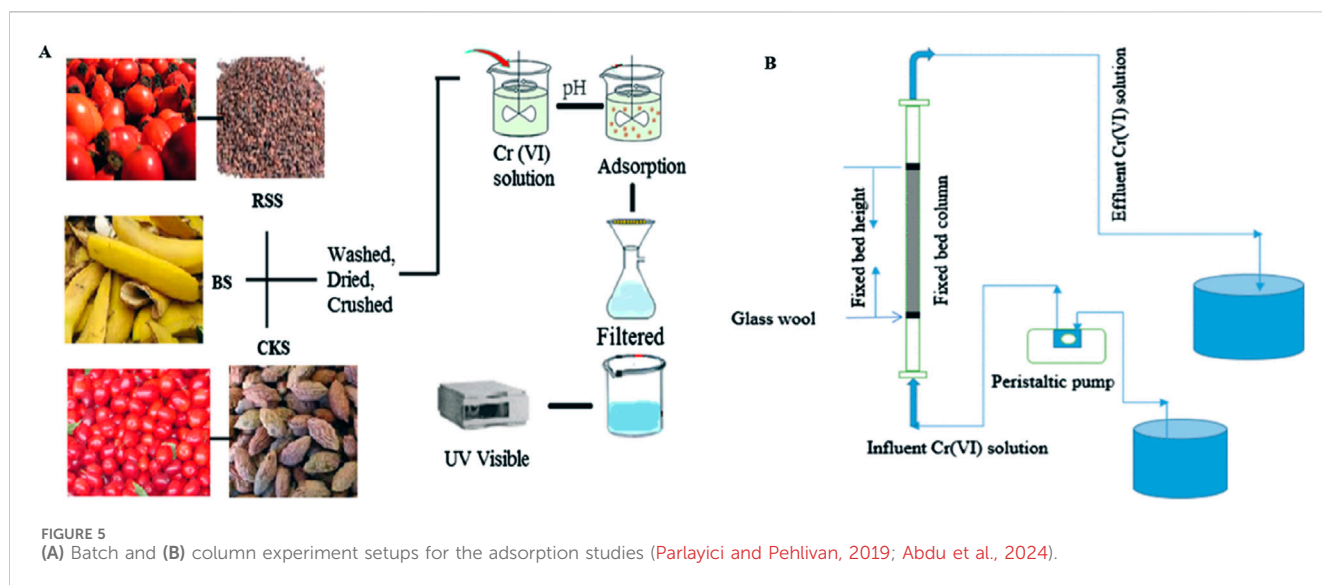 A
RSS
BS
CKS
Washed,
Dried,
Crushed
Cr (VI)
solution
pH
Adsorption
Filtered
UV Visible
B
Fixed bed height
Fixed bed column
Effluent Cr(VI) solution
Glass wool
Peristaltic pump
Influent Cr(VI) solution
FIGURE 5
(A) Batch and (B) column experiment setups for the adsorption studies (Parlayici and Pehlivan, 2019; Abdu et al., 2024).